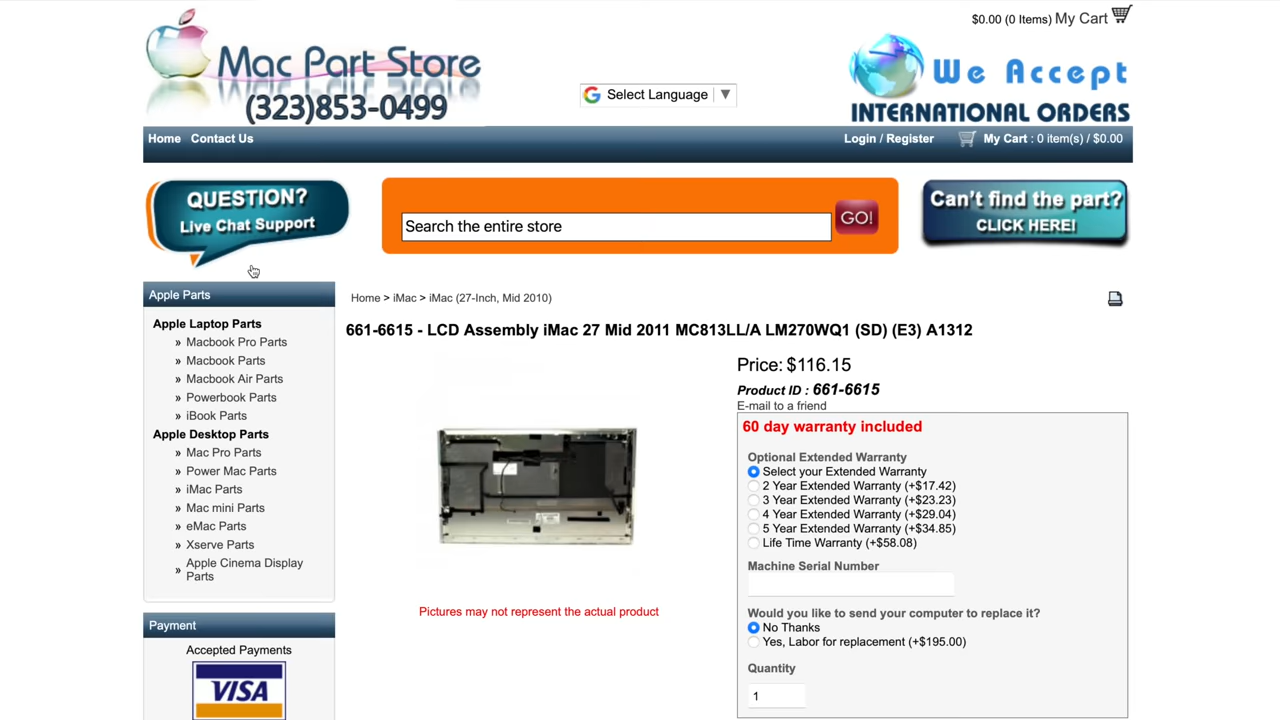 $0.00 (0 Items) My Cart
Mac Part Store
(323)853-0499
Select Language ▼
We Accept
INTERNATIONAL ORDERS
Home Contact Us
Login / Register My Cart : 0 item(s) / $0.00
QUESTION?
Live Chat Support
Search the entire store
GO!
Can't find the part?
CLICK HERE!
Apple Parts
Apple Laptop Parts
» Macbook Pro Parts
» Macbook Parts
» Macbook Air Parts
» Powerbook Parts
» iBook Parts
Apple Desktop Parts
» Mac Pro Parts
» Power Mac Parts
» iMac Parts
» Mac mini Parts
» eMac Parts
» Xserve Parts
» Apple Cinema Display
Parts
Payment
Accepted Payments
VISA
Home > iMac > iMac (27-Inch, Mid 2010)
661-6615 - LCD Assembly iMac 27 Mid 2011 MC813LL/A LM270WQ1 (SD) (E3) A1312
Pictures may not represent the actual product
Price: $116.15
Product ID : 661-6615
E-mail to a friend
60 day warranty included
Optional Extended Warranty
Select your Extended Warranty
2 Year Extended Warranty (+$17.42)
3 Year Extended Warranty (+$23.23)
4 Year Extended Warranty (+$29.04)
5 Year Extended Warranty (+$34.85)
Life Time Warranty (+$58.08)
Machine Serial Number
Would you like to send your computer to replace it?
No Thanks
Yes, Labor for replacement (+$195.00)
Quantity
1